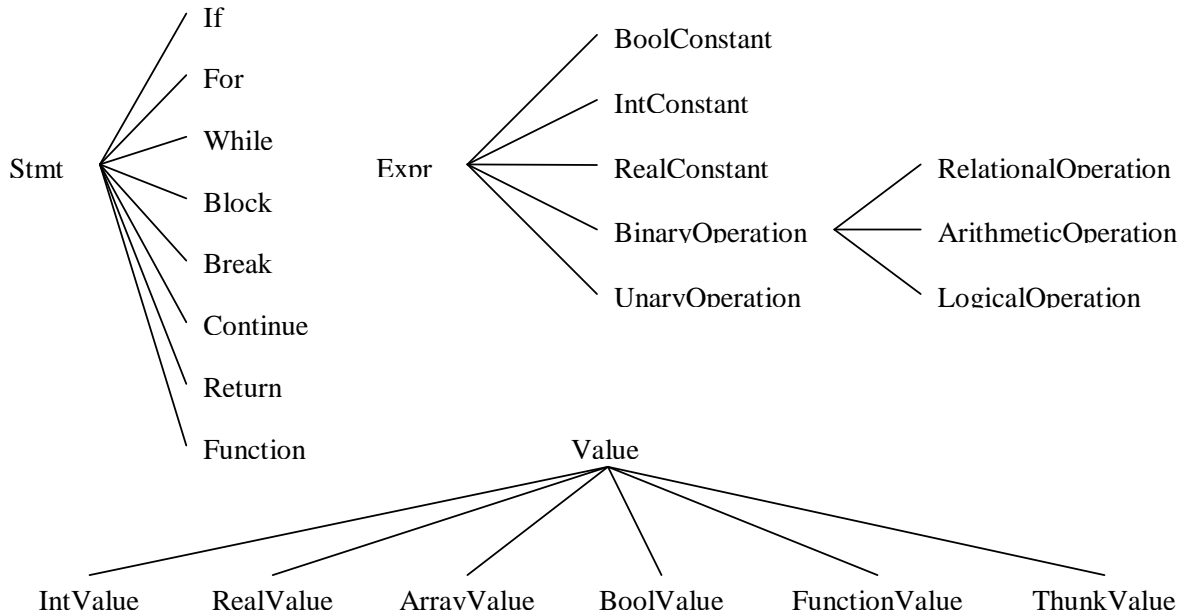 Stmt
If
For
While
Block
Break
Continue
Return
Function
Expr
BoolConstant
IntConstant
RealConstant
BinaryOperation
UnaryOperation
RelationalOperation
ArithmeticOperation
LogicalOperation
Value
IntValue
RealValue
ArrayValue
BoolValue
FunctionValue
ThunkValue